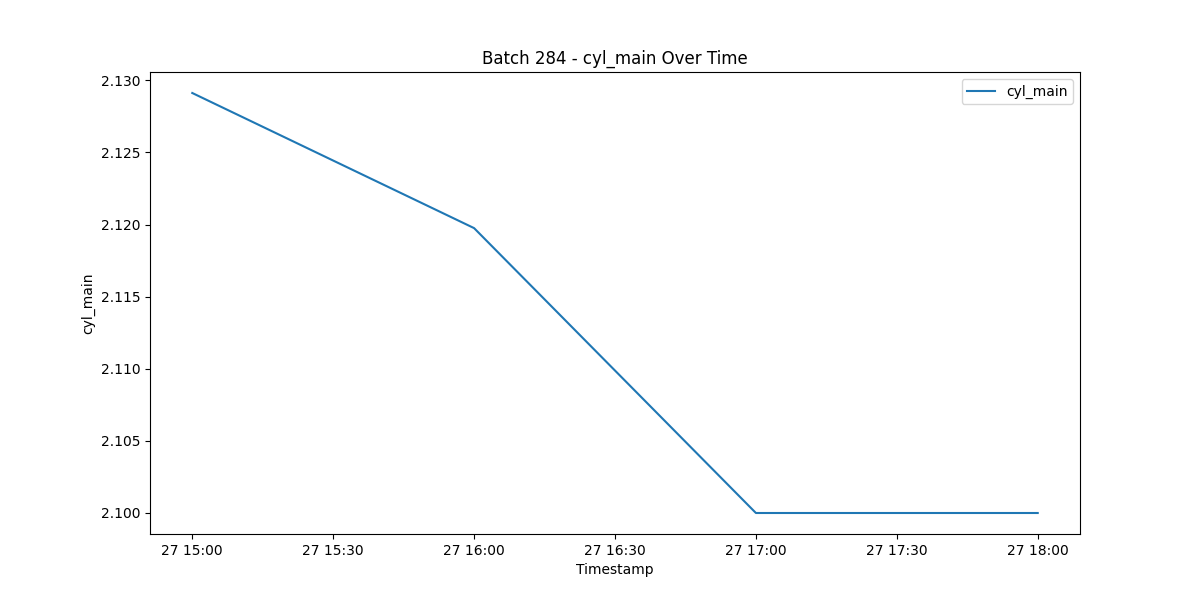 Batch 284 - cyl_main Over Time
cyl_main
2.130
2.125
2.120
2.115
2.110
2.105
2.100
cyl_main
27 15:00 27 15:30 27 16:00 27 16:30 27 17:00 27 17:30 27 18:00
Timestamp